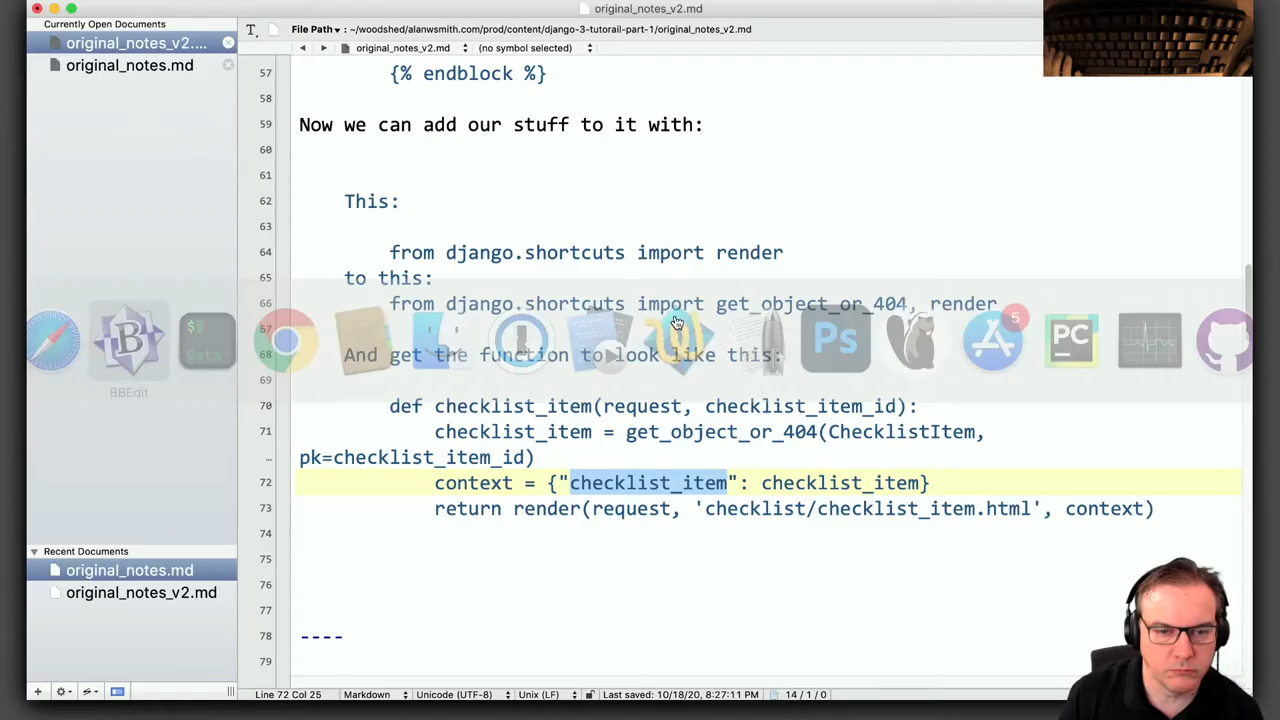 original_notes_v2.md
Currently Open Documents
original_notes_v2....
original_notes.md
File Path ▾ : ~/woodshed/alanwsmith.com/prod/content/django-3-tutorail-part-1/original_notes_v2.md
original_notes_v2.md (no symbol selected)
57 {% endblock %}
58
59 Now we can add our stuff to it with:
60
61
62 This:
63
64 from django.shortcuts import render
65 to this:
66 from django.shortcuts import get_object_or_404, render
67
68 And get the function to look like this:
69
70 def checklist_item(request, checklist_item_id):
71 checklist_item = get_object_or_404(ChecklistItem,
pk=checklist_item_id)
72 context = {"checklist_item": checklist_item}
73 return render(request, 'checklist/checklist_item.html', context)
74
75
76
77
78 ----
79
$
Beta
B
Ps
5
PC
BBEdit
Recent Documents
original_notes.md
original_notes_v2.md
Line 72 Col 25 Markdown Unicode (UTF-8) Unix (LF) Last saved: 10/18/20, 8:27:11 PM 14 / 1 / 0